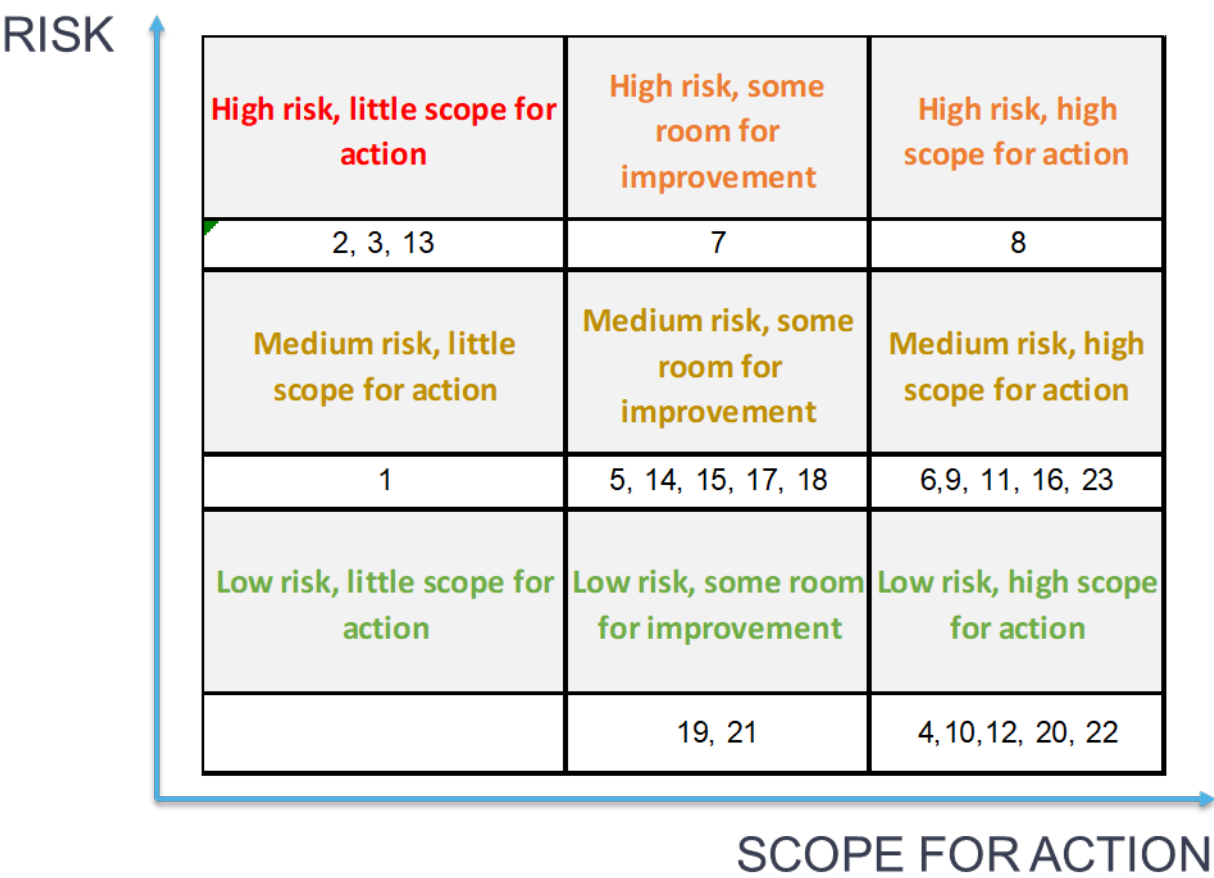 RISK
High risk, little scope for
action
High risk, some
room for
improvement
High risk, high
scope for action
2, 3, 13
7
8
Medium risk, little
scope for action
Medium risk, some
room for
improvement
Medium risk, high
scope for action
1
5, 14, 15, 17, 18
6,9, 11, 16, 23
Low risk, little scope for
action
Low risk, some room
for improvement
Low risk, high scope
for action
19, 21
4,10,12, 20, 22
SCOPE FOR ACTION